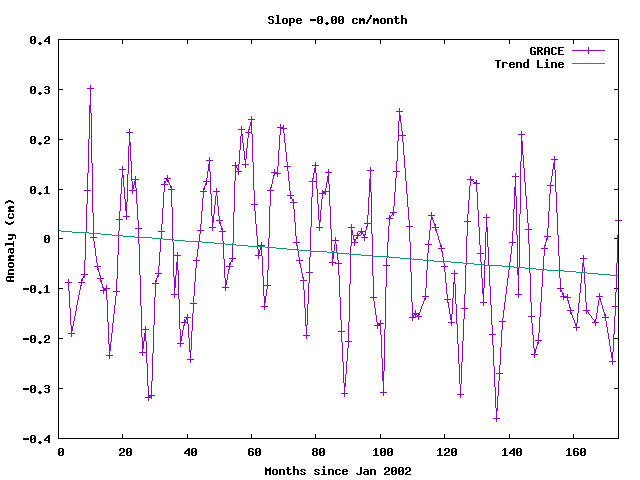 Slope -0.00 cm/month
GRACE
Trend Line
0.4
0.3
0.2
0.1
0
-0.1
-0.2
-0.3
-0.4
Anomaly (cm)
0 20 40 60 80 100 120 140 160
Months since Jan 2002